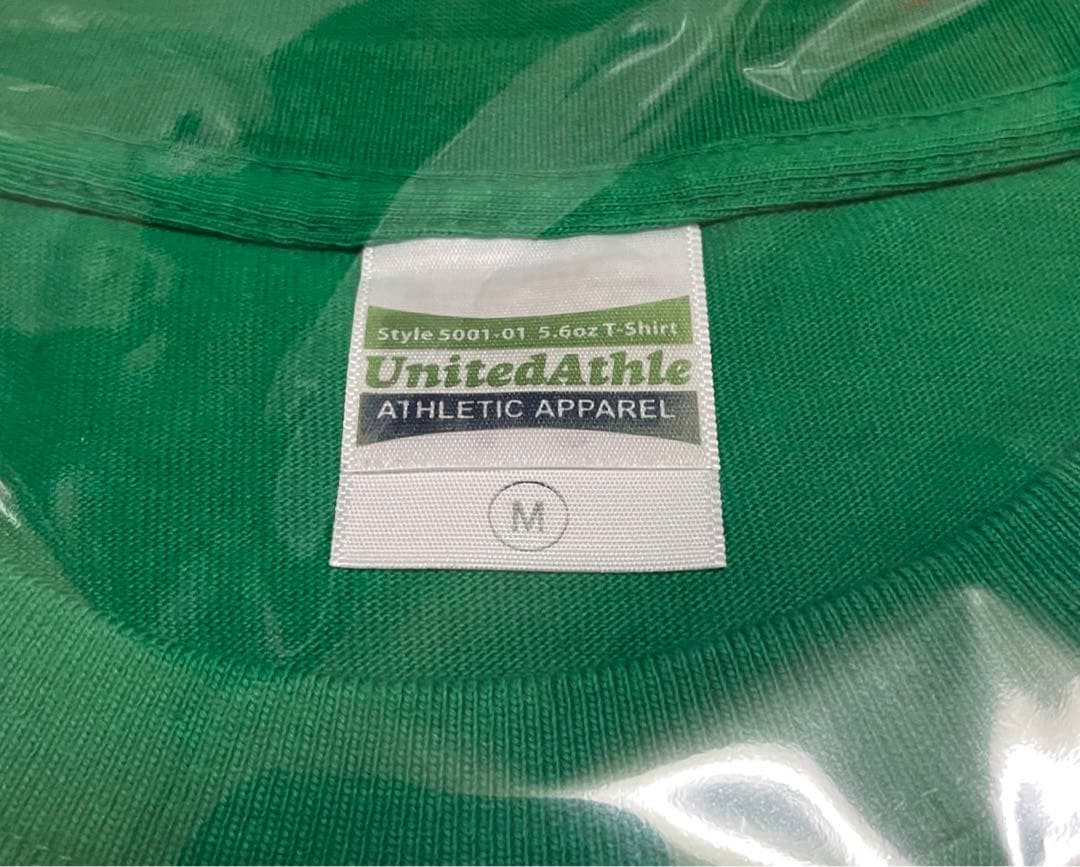 Style 5001-01 5.6oz T-Shirt
UnitedAthle
ATHLETIC APPAREL
M